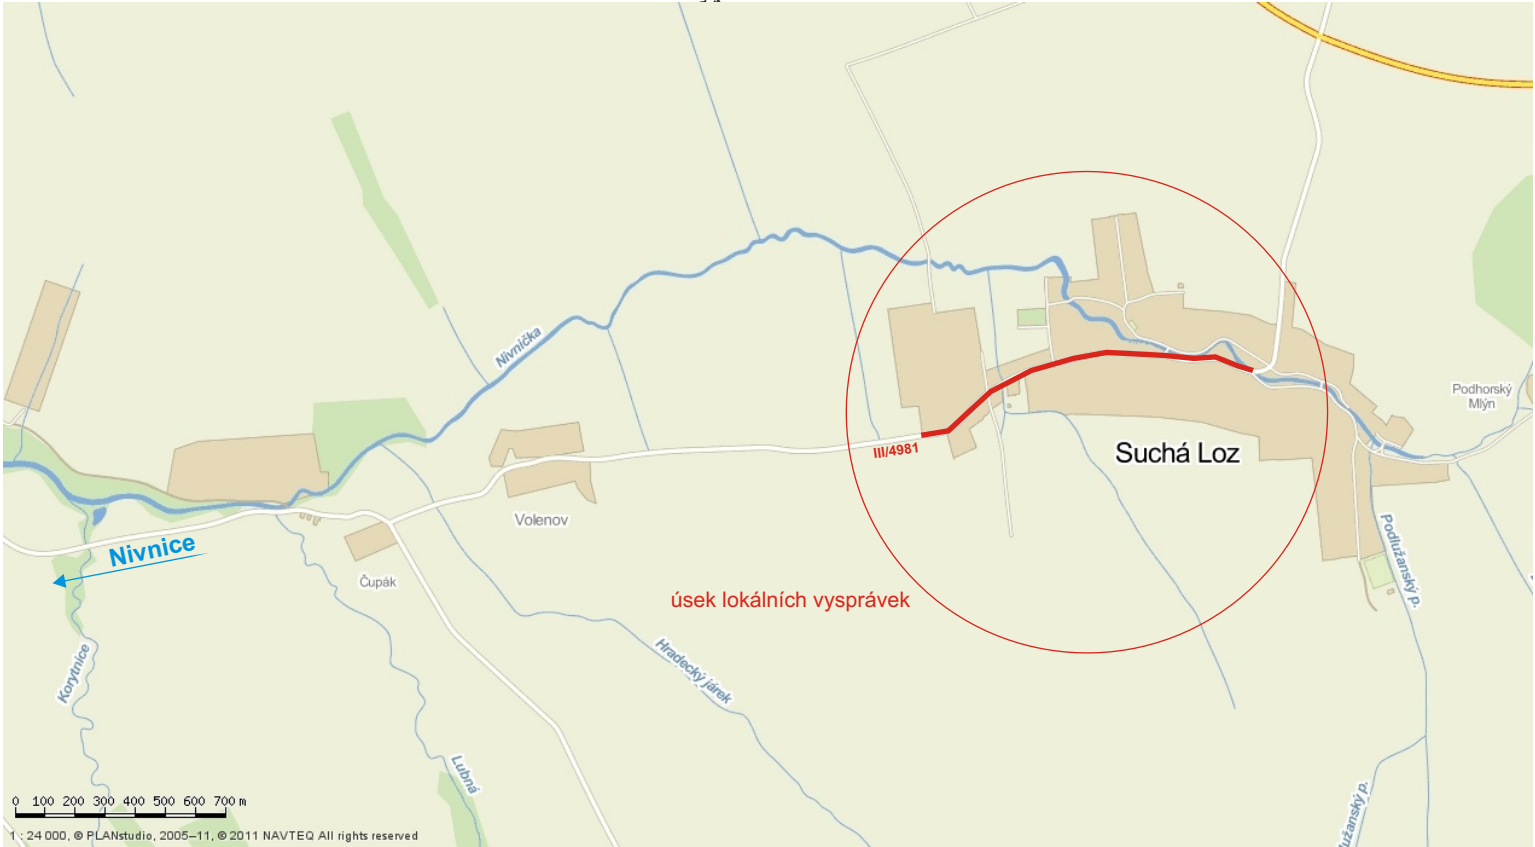 Nivnička
Podhorský
Mlýn
Suchá Loz
III/4981
Volenov
Nivnice
Čupák
Podlužanský p.
úsek lokálních vysprávek
Korytnice
Hradecký járek
Lubná
0 100 200 300 400 500 600 700 m
1 : 24 000, © PLANstudio, 2005–11, © 2011 NAVTEQ All rights reserved